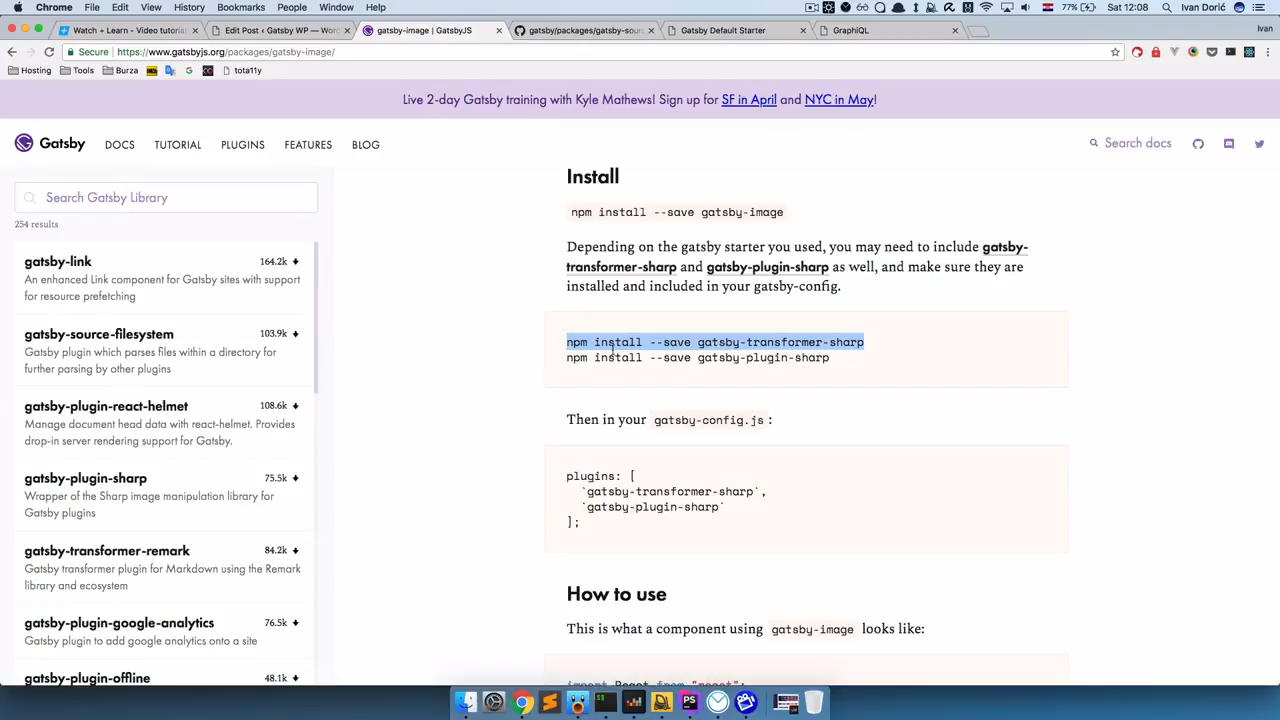 Chrome File Edit View History Bookmarks People Window Help 77% Sat 12:08 Ivan Dorić
Watch + Learn - Video tutoria Edit Post ‹ Gatsby WP — Wor gatsby-image | GatsbyJS gatsby/packages/gatsby-sour Gatsby Default Starter GraphiQL Ivan
Secure https://www.gatsbyjs.org/packages/gatsby-image/
Hosting Tools Burza tota11y
Live 2-day Gatsby training with Kyle Mathews! Sign up for SF in April and NYC in May!
Gatsby DOCS TUTORIAL PLUGINS FEATURES BLOG Search docs
Search Gatsby Library
254 results
gatsby-link 164.2k
An enhanced Link component for Gatsby sites with support
for resource prefetching
gatsby-source-filesystem 103.9k
Gatsby plugin which parses files within a directory for
further parsing by other plugins
gatsby-plugin-react-helmet 108.6k
Manage document head data with react-helmet. Provides
drop-in server rendering support for Gatsby.
gatsby-plugin-sharp 75.5k
Wrapper of the Sharp image manipulation library for
Gatsby plugins
gatsby-transformer-remark 84.2k
Gatsby transformer plugin for Markdown using the Remark
library and ecosystem
gatsby-plugin-google-analytics 76.5k
Gatsby plugin to add google analytics onto a site
gatsby-plugin-offline 48.1k
Install
npm install --save gatsby-image
Depending on the gatsby starter you used, you may need to include gatsby-
transformer-sharp and gatsby-plugin-sharp as well, and make sure they are
installed and included in your gatsby-config.
npm install --save gatsby-transformer-sharp
npm install --save gatsby-plugin-sharp
Then in your gatsby-config.js:
plugins: [
`gatsby-transformer-sharp`,
`gatsby-plugin-sharp`
];
How to use
This is what a component using gatsby-image looks like:
import React from "react";